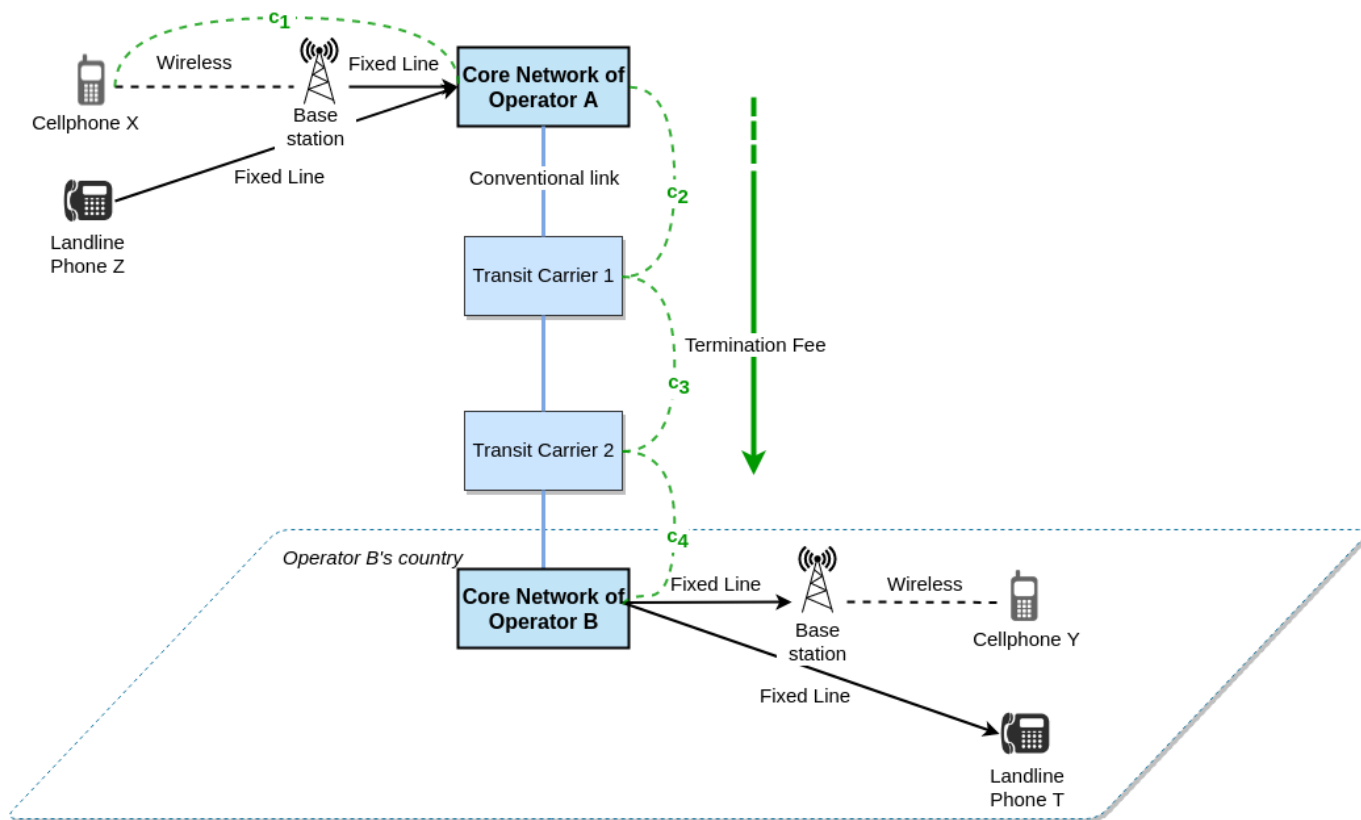 c1
Wireless
Fixed Line
Core Network of
Operator A
Cellphone X
Base
station
Fixed Line
Conventional link
c2
Landline
Phone Z
Transit Carrier 1
Termination Fee
c3
Transit Carrier 2
c4
Operator B's country
Core Network of
Operator B
Fixed Line
Wireless
Base
station
Cellphone Y
Fixed Line
Landline
Phone T